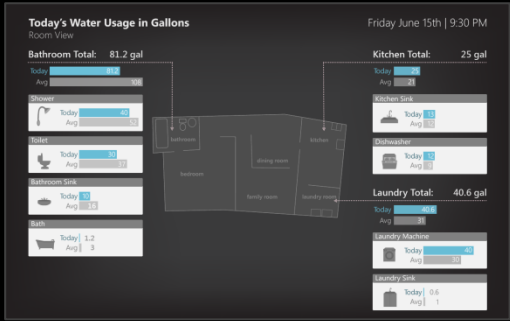 Today's Water Usage in Gallons
Room View
Friday June 15th | 9:30 PM
Bathroom Total: 81.2 gal
Today 81.2
Avg 108
Shower
Today 40
Avg 52
Toilet
Today 30
Avg 37
Bathroom Sink
Today 10
Avg 16
Bath
Today 1.2
Avg 3
bathroom
bedroom
dining room
family room
kitchen
laundry room
Kitchen Total: 25 gal
Today 25
Avg 21
Kitchen Sink
Today 13
Avg 12
Dishwasher
Today 12
Avg 9
Laundry Total: 40.6 gal
Today 40.6
Avg 31
Laundry Machine
Today 40
Avg 30
Laundry Sink
Today 0.6
Avg 1